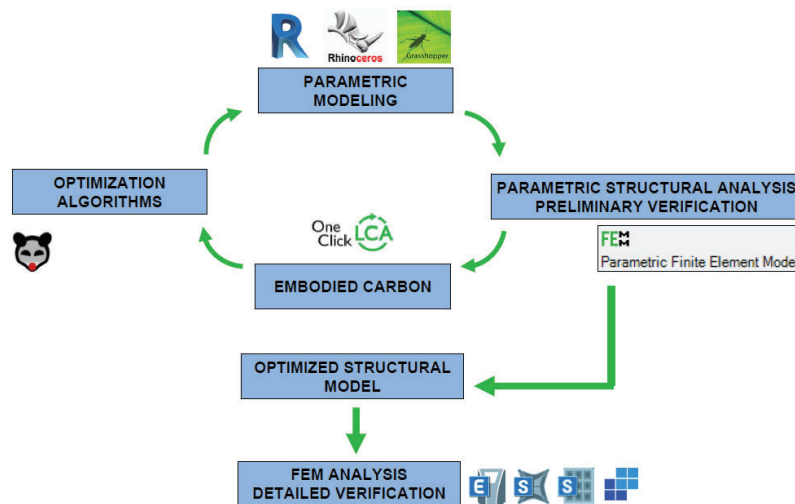 R
Rhinoceros
Grasshopper
PARAMETRIC
MODELING
OPTIMIZATION
ALGORITHMS
PARAMETRIC STRUCTURAL ANALYSIS
PRELIMINARY VERIFICATION
One
Click LCA
FEM
Parametric Finite Element Mode
EMBODIED CARBON
OPTIMIZED STRUCTURAL
MODEL
FEM ANALYSIS
DETAILED VERIFICATION
E S S